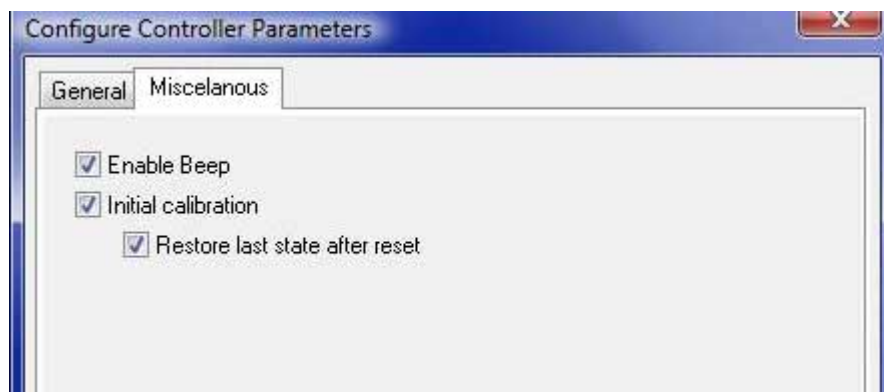 Configure Controller Parameters
General Miscelanous
Enable Beep
Initial calibration
Restore last state after reset